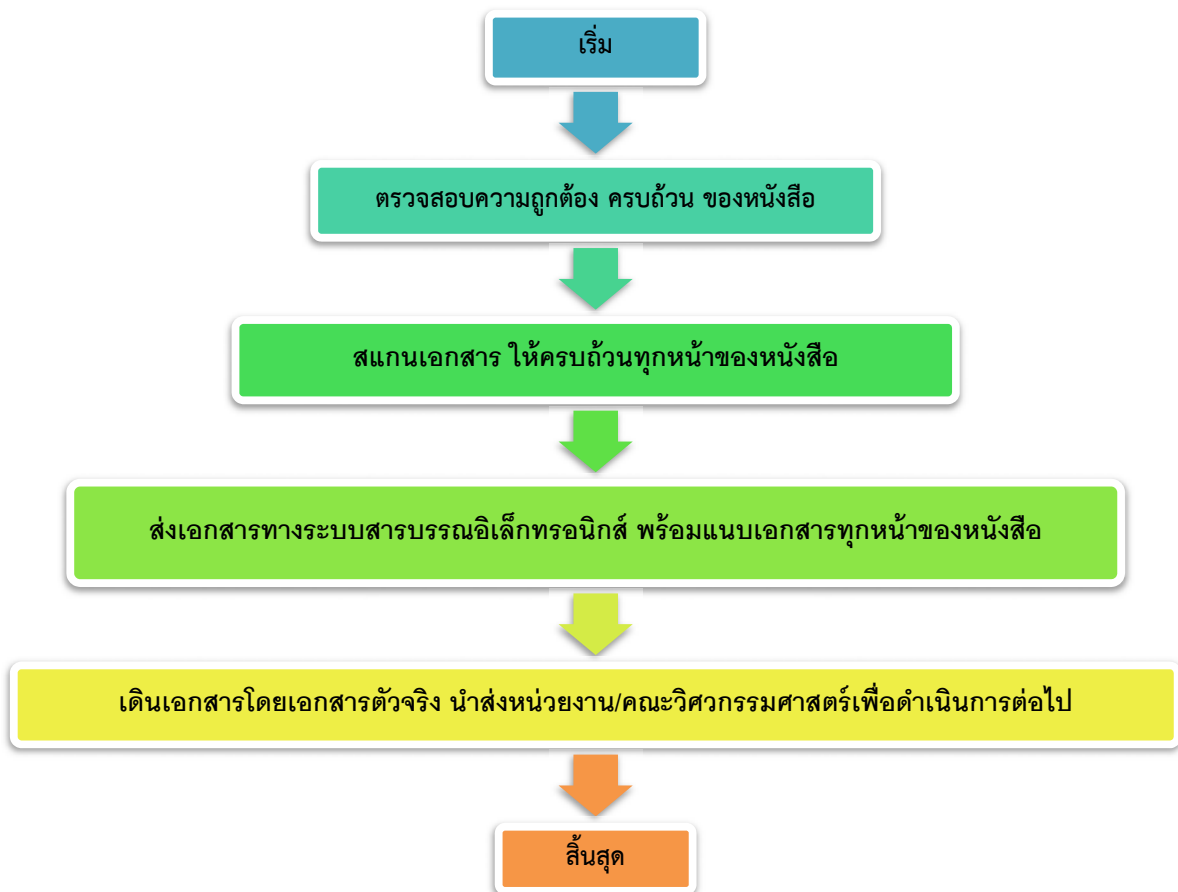 เริ่ม
ตรวจสอบความถูกต้อง ครบถ้วน ของหนังสือ
สแกนเอกสาร ให้ครบถ้วนทุกหน้าของหนังสือ
ส่งเอกสารทางระบบสารบรรณอิเล็กทรอนิกส์ พร้อมแนบเอกสารทุกหน้าของหนังสือ
เดินเอกสารโดยเอกสารตัวจริง นำส่งหน่วยงาน/คณะวิศวกรรมศาสตร์เพื่อดำเนินการต่อไป
สิ้นสุด